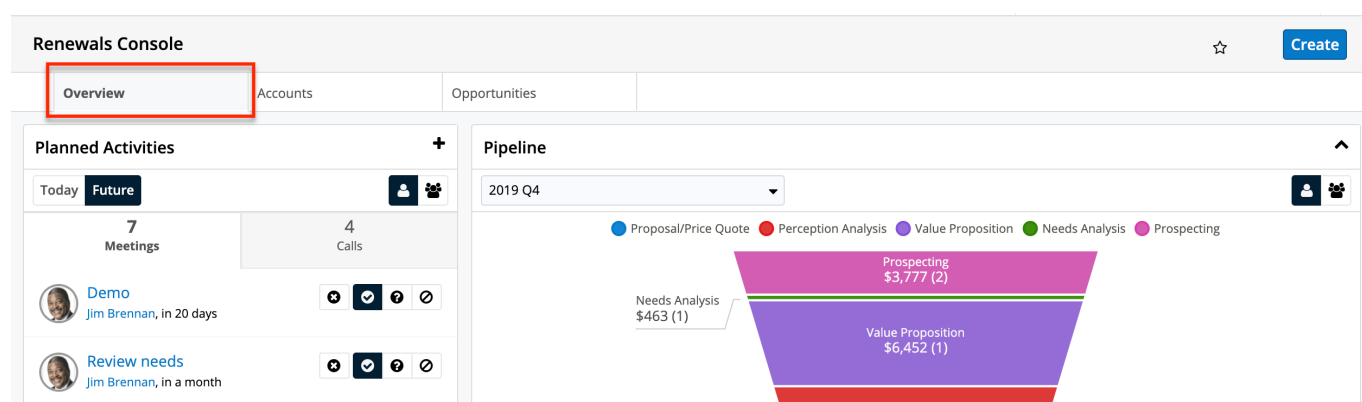 Renewals Console
Create
Overview
Accounts
Opportunities
Planned Activities
Today
Future
7
Meetings
4
Calls
Demo
Jim Brennan, in 20 days
Review needs
Jim Brennan, in a month
Pipeline
2019 Q4
Proposal/Price Quote
Perception Analysis
Value Proposition
Needs Analysis
Prospecting
Prospecting
$3,777 (2)
Needs Analysis
$463 (1)
Value Proposition
$6,452 (1)